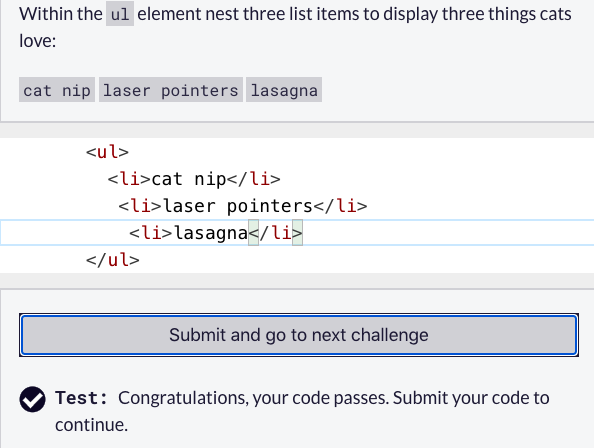 Within the ul element nest three list items to display three things cats
love:
cat nip laser pointers lasagna
<ul>
<li>cat nip</li>
<li>laser pointers</li>
<li>lasagna</li>
</ul>
Submit and go to next challenge
Test: Congratulations, your code passes. Submit your code to
continue.